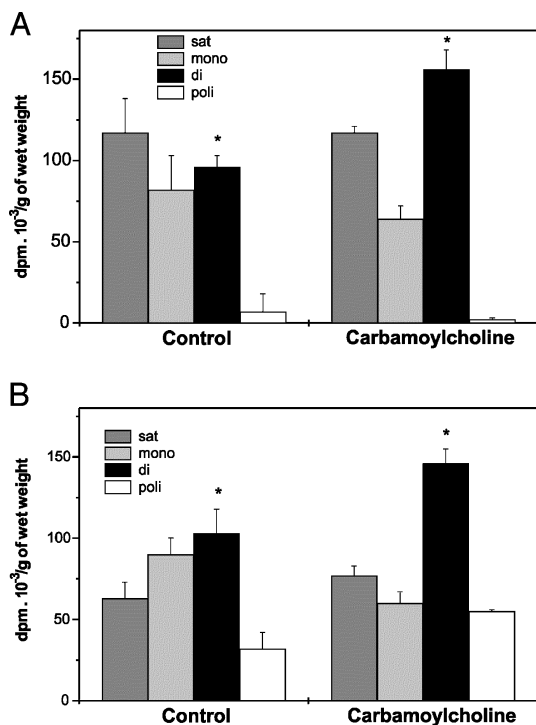 A
sat
mono
di
poli
*
*
150
100
50
0
dpm. 10⁻³/g of wet weight
Control Carbamoylcholine
B
sat
mono
di
poli
*
*
150
100
50
0
dpm. 10⁻³/g of wet weight
Control Carbamoylcholine